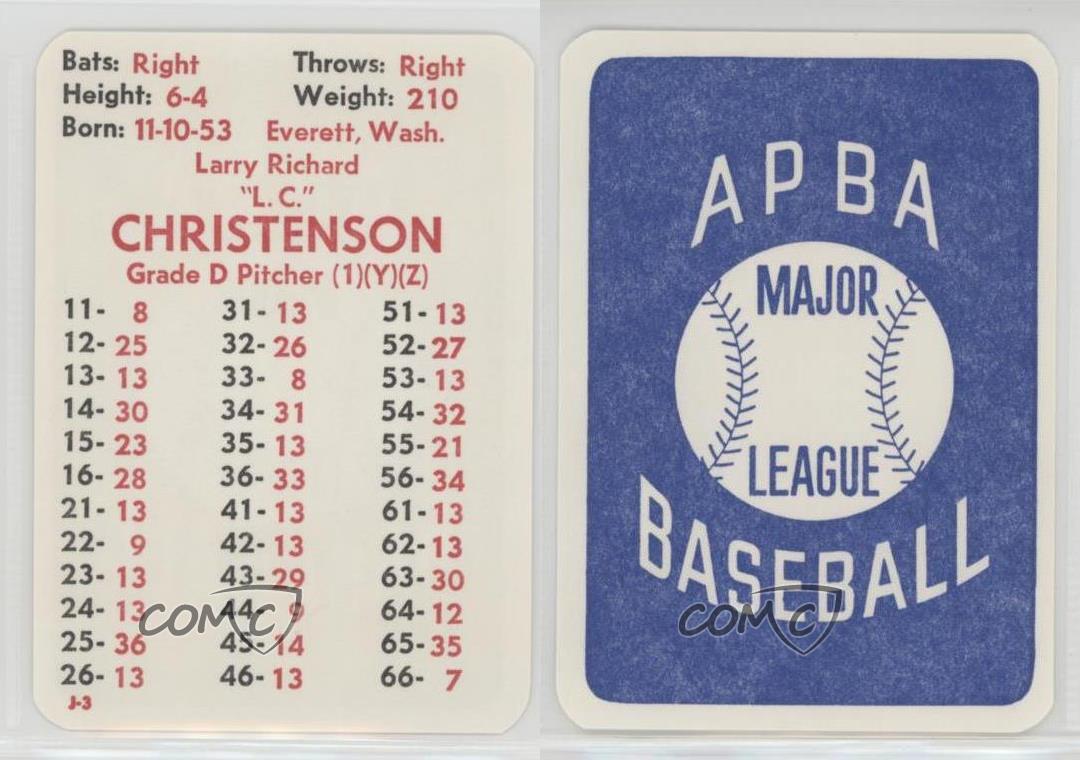 Bats: Right Throws: Right
Height: 6-4 Weight: 210
Born: 11-10-53 Everett, Wash.
Larry Richard
"L. C."
CHRISTENSON
Grade D Pitcher (1)(Y)(Z)
11- 8 31- 13 51- 13
12- 25 32- 26 52- 27
13- 13 33- 8 53- 13
14- 30 34- 31 54- 32
15- 23 35- 13 55- 21
16- 28 36- 33 56- 34
21- 13 41- 13 61- 13
22- 9 42- 13 62- 13
23- 13 43- 29 63- 30
24- 13 44- 9 64- 12
25- 36 45- 14 65- 35
26- 13 46- 13 66- 7
J-3
COMC
APBA
MAJOR
LEAGUE
BASEBALL
COMC